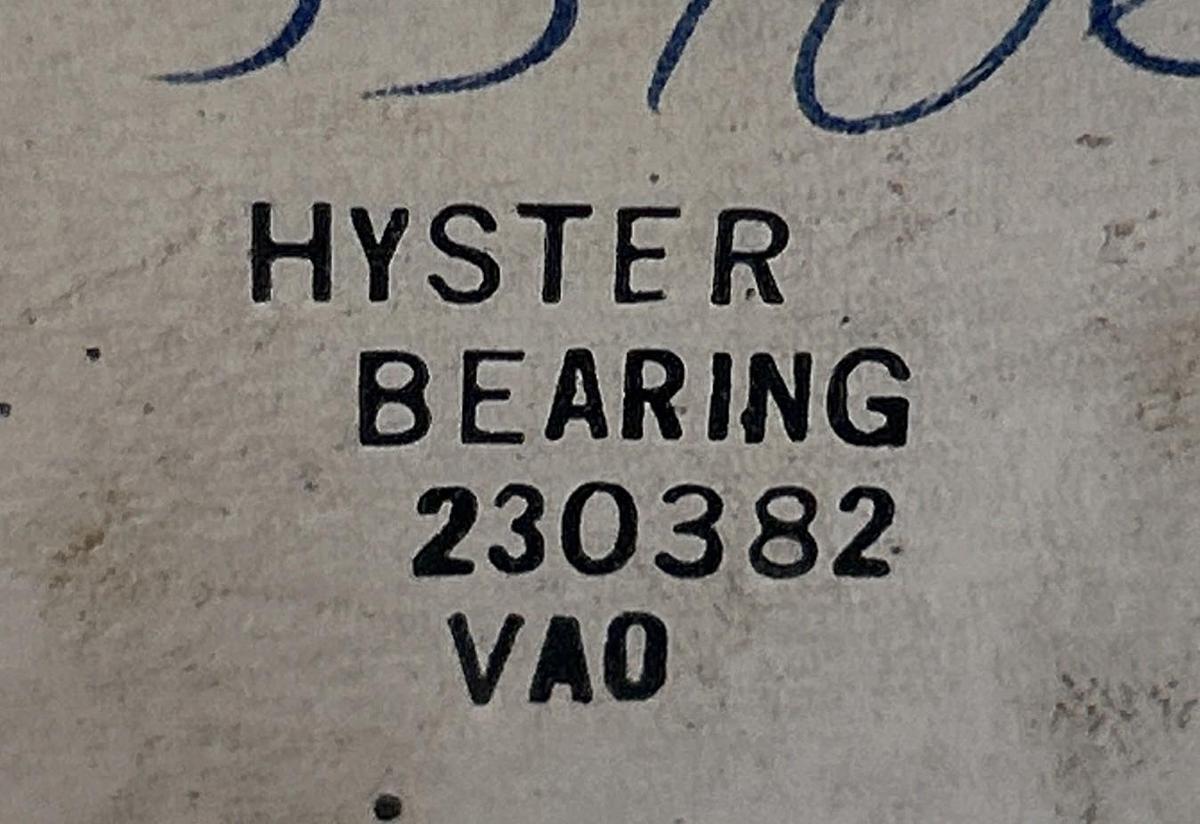 HYSTER
BEARING
230382
VAO